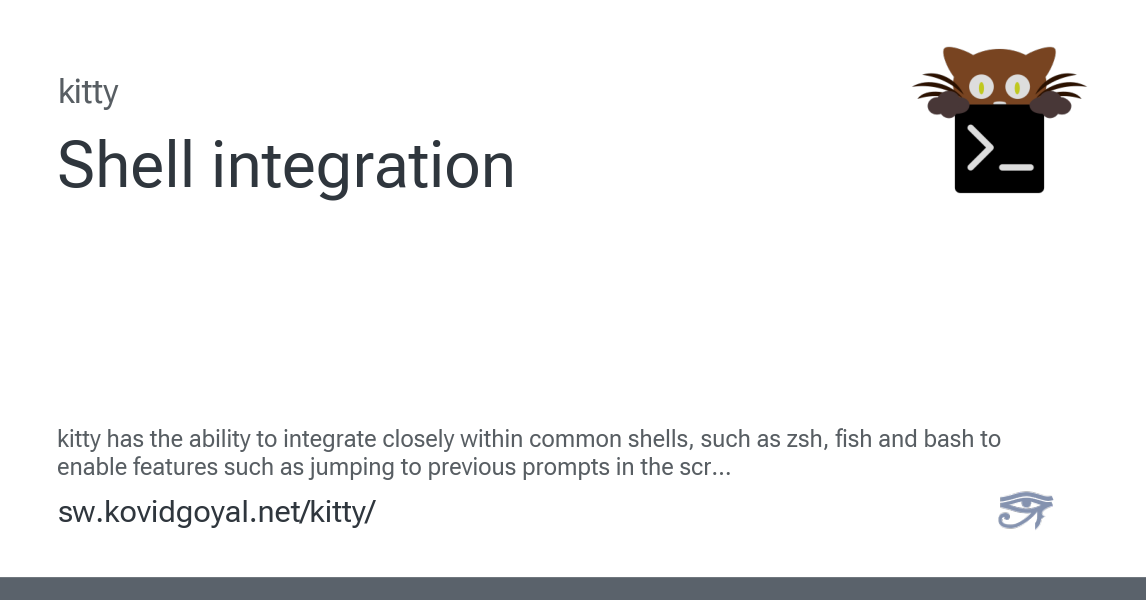 kitty
Shell integration
>_
kitty has the ability to integrate closely within common shells, such as zsh, fish and bash to
enable features such as jumping to previous prompts in the scr...
sw.kovidgoyal.net/kitty/